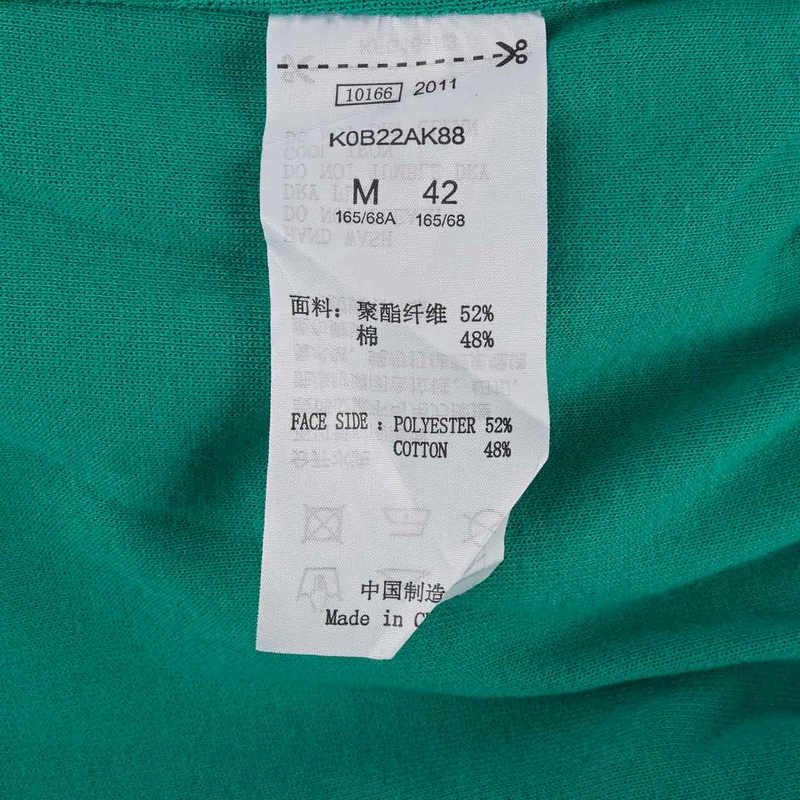 10166 2011
K0B22AK88
M 42
165/68A 165/68
面料：聚酯纤维 52%
棉 48%
FACE SIDE : POLYESTER 52%
COTTON 48%
中国制造
Made in